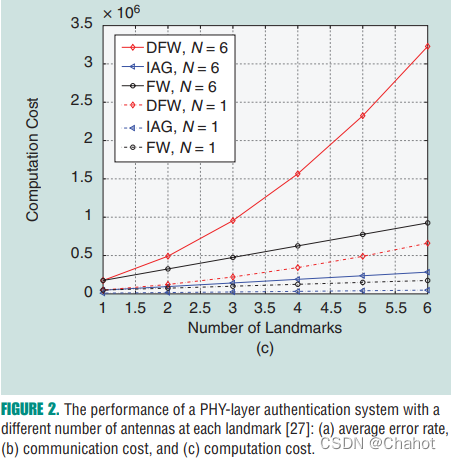 × 10⁶
3.5
3
2.5
2
1.5
1
0.5
0
Computation Cost
DFW, N = 6
IAG, N = 6
FW, N = 6
DFW, N = 1
IAG, N = 1
FW, N = 1
1 1.5 2 2.5 3 3.5 4 4.5 5 5.5 6
Number of Landmarks
(c)
FIGURE 2. The performance of a PHY-layer authentication system with a
different number of antennas at each landmark [27]: (a) average error rate,
(b) communication cost, and (c) computation cost.
CSDN @Chahot